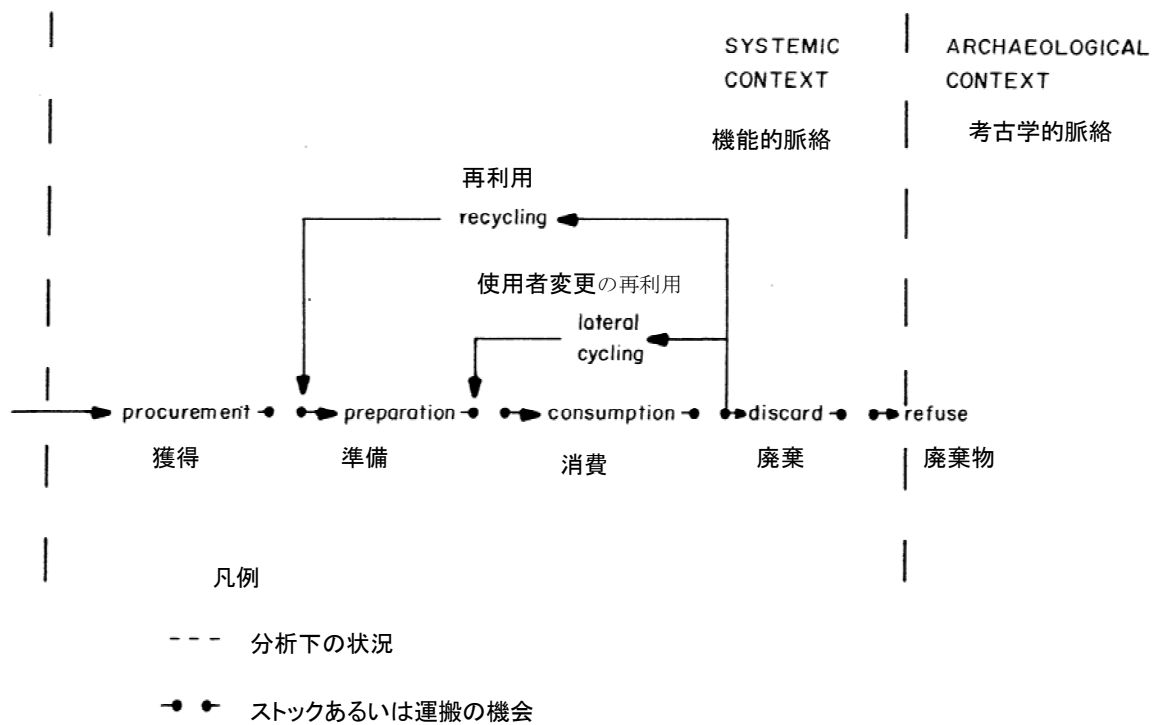 SYSTEMIC
CONTEXT
機能的脈絡
ARCHAEOLOGICAL
CONTEXT
考古学的脈絡
再利用
recycling
使用者変更の再利用
lateral
cycling
procurement preparation consumption discard refuse
獲得 準備 消費 廃棄 廃棄物
凡例
分析下の状況
ストックあるいは運搬の機会